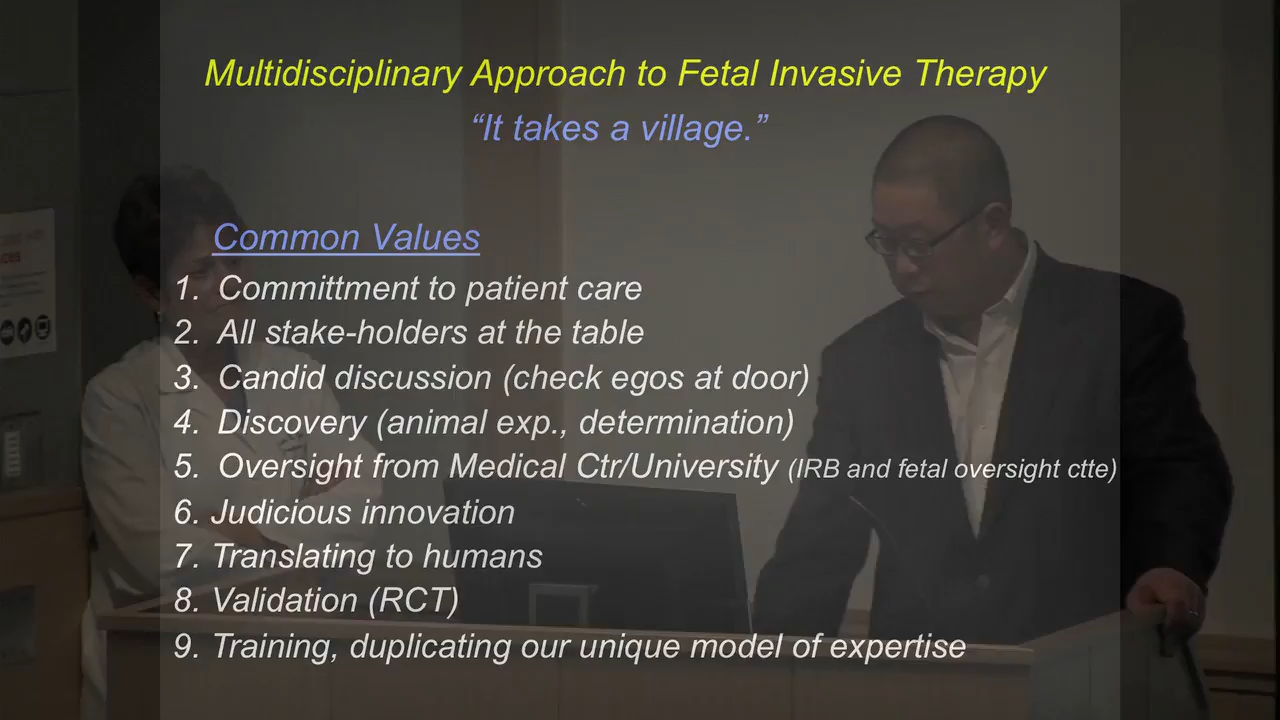 Multidisciplinary Approach to Fetal Invasive Therapy
“It takes a village.”
Common Values
1. Committment to patient care
2. All stake-holders at the table
3. Candid discussion (check egos at door)
4. Discovery (animal exp., determination)
5. Oversight from Medical Ctr/University (IRB and fetal oversight ctte)
6. Judicious innovation
7. Translating to humans
8. Validation (RCT)
9. Training, duplicating our unique model of expertise